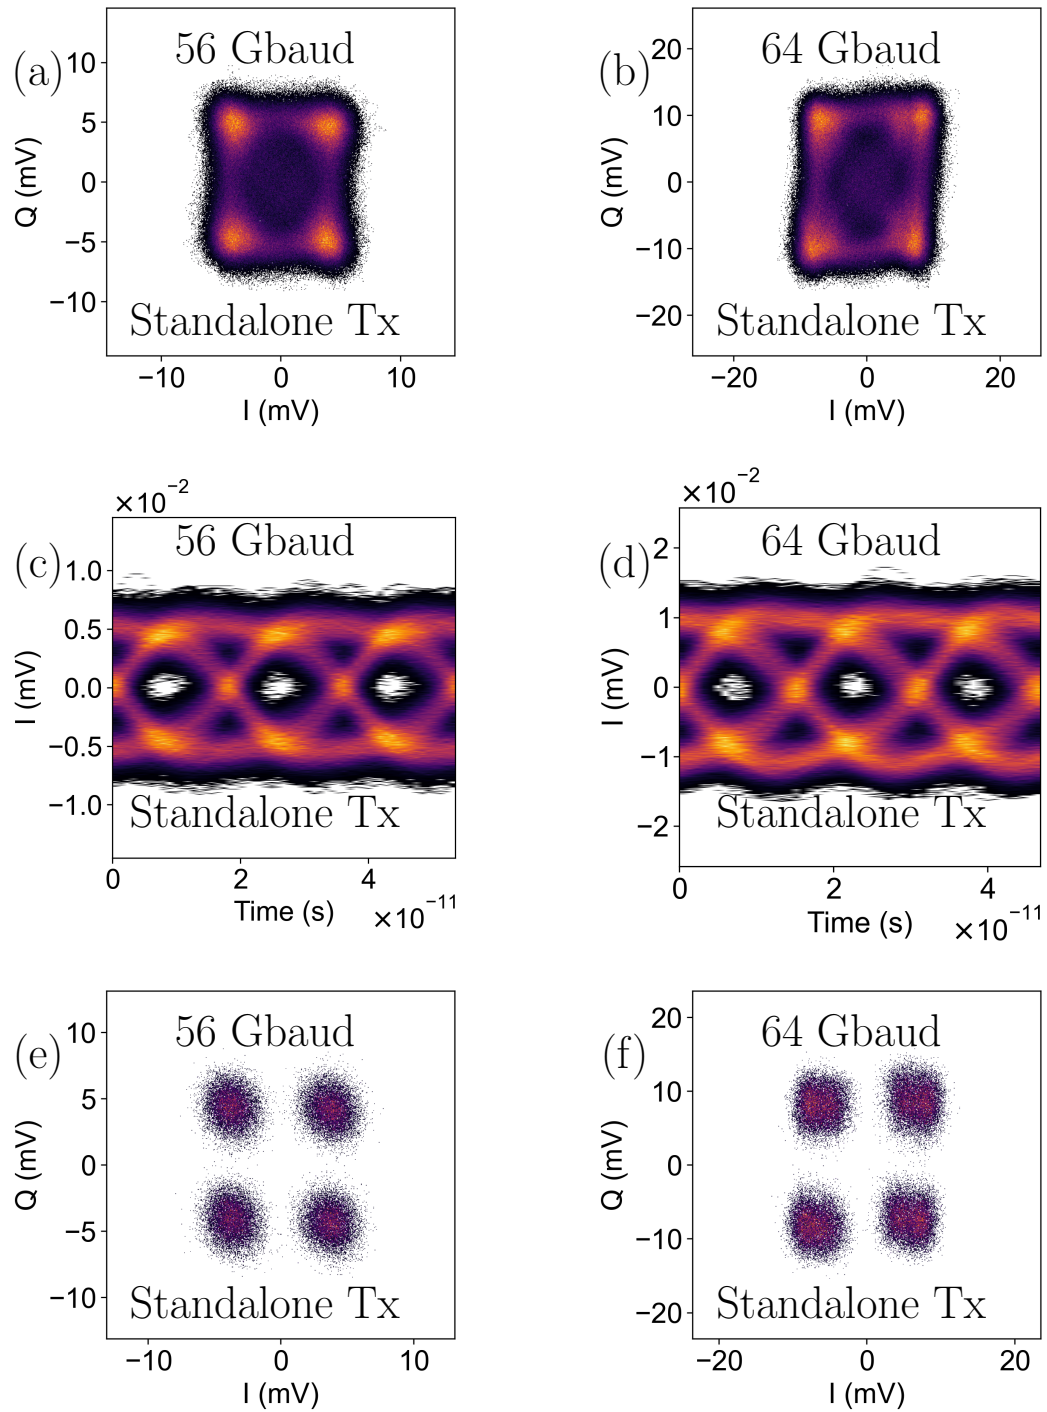 (a)
56 Gbaud
10
5
0
−5
−10
Q (mV)
Standalone Tx
−10 0 10
I (mV)
(b)
64 Gbaud
20
10
0
−10
−20
Q (mV)
Standalone Tx
−20 0 20
I (mV)
×10⁻²
(c)
56 Gbaud
1.0
0.5
0.0
−0.5
−1.0
I (mV)
Standalone Tx
0 2 4
Time (s) ×10⁻¹¹
×10⁻²
(d)
64 Gbaud
2
1
0
−1
−2
I (mV)
Standalone Tx
0 2 4
Time (s) ×10⁻¹¹
(e)
56 Gbaud
10
5
0
−5
−10
Q (mV)
Standalone Tx
−10 0 10
I (mV)
(f)
64 Gbaud
20
10
0
−10
−20
Q (mV)
Standalone Tx
−20 0 20
I (mV)